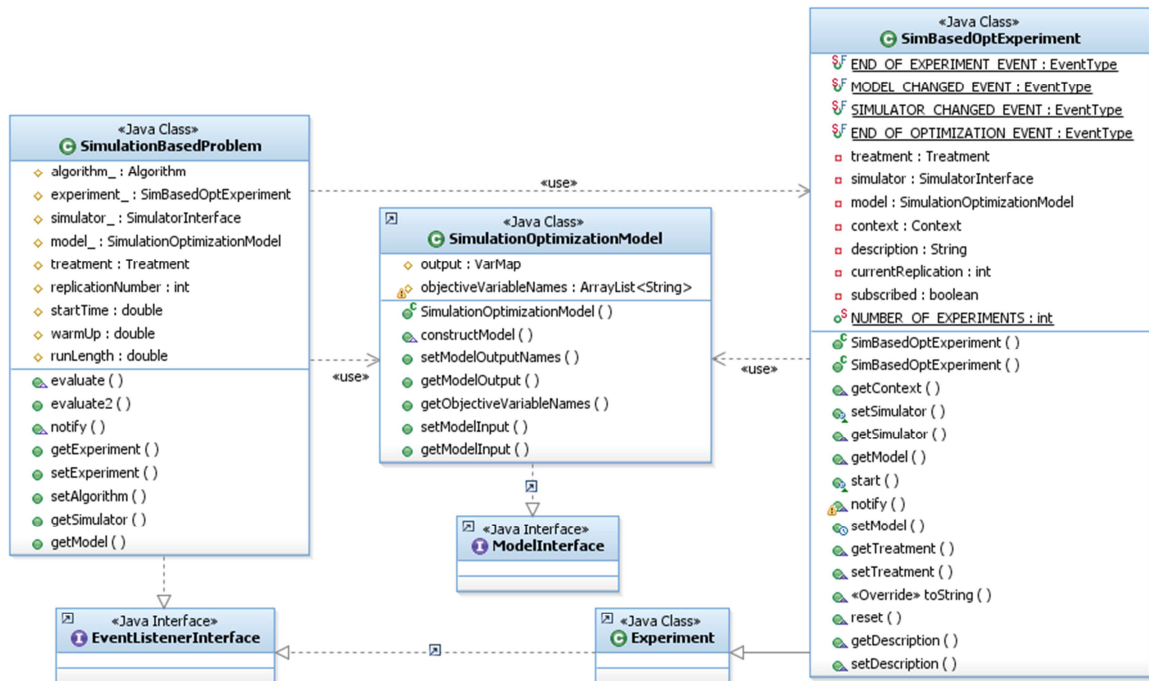 «Java Class»
SimulationBasedProblem
algorithm_ : Algorithm
experiment_ : SimBasedOptExperiment
simulator_ : SimulatorInterface
model_ : SimulationOptimizationModel
treatment : Treatment
replicationNumber : int
startTime : double
warmUp : double
runLength : double
evaluate ( )
evaluate2 ( )
notify ( )
getExperiment ( )
setExperiment ( )
setAlgorithm ( )
getSimulator ( )
getModel ( )
«use»
«use»
«use»
«Java Class»
SimulationOptimizationModel
output : VarMap
objectiveVariableNames : ArrayList<String>
SimulationOptimizationModel ( )
constructModel ( )
setModelOutputNames ( )
getModelOutput ( )
getObjectiveVariableNames ( )
setModelInput ( )
getModelInput ( )
«Java Class»
SimBasedOptExperiment
END_OF_EXPERIMENT_EVENT : EventType
MODEL_CHANGED_EVENT : EventType
SIMULATOR_CHANGED_EVENT : EventType
END_OF_OPTIMIZATION_EVENT : EventType
treatment : Treatment
simulator : SimulatorInterface
model : SimulationOptimizationModel
context : Context
description : String
currentReplication : int
subscribed : boolean
NUMBER_OF_EXPERIMENTS : int
SimBasedOptExperiment ( )
SimBasedOptExperiment ( )
getContext ( )
setSimulator ( )
getSimulator ( )
getModel ( )
start ( )
notify ( )
setModel ( )
getTreatment ( )
setTreatment ( )
«Override» toString ( )
reset ( )
getDescription ( )
setDescription ( )
«Java Interface»
ModelInterface
«Java Interface»
EventListenerInterface
«Java Class»
Experiment